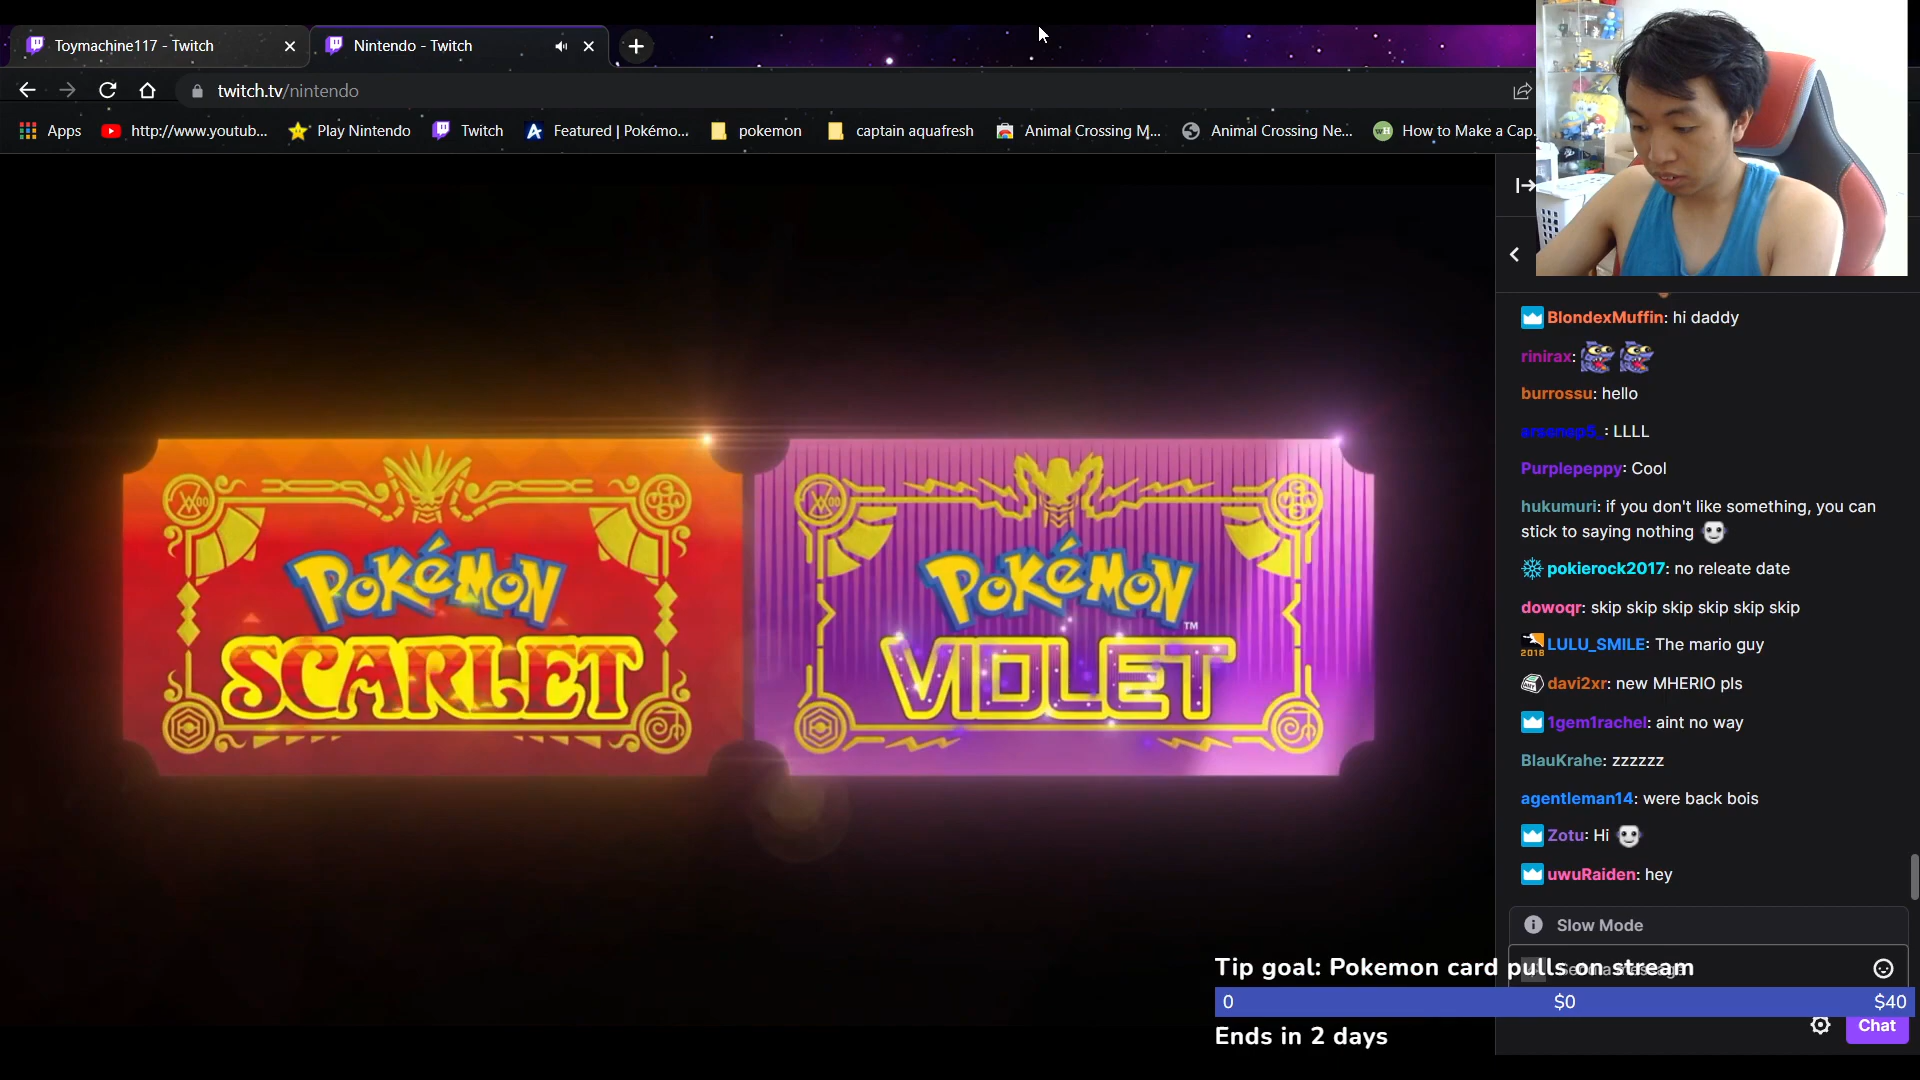 Toymachine117 - Twitch
Nintendo - Twitch
twitch.tv/nintendo
Apps
http://www.youtub...
Play Nintendo
Twitch
Featured | Pokémo...
pokemon
captain aquafresh
Animal Crossing M...
Animal Crossing Ne...
How to Make a Cap...
POKéMON
SCARLET
POKéMON
TM
VIOLET
BlondexMuffin: hi daddy
rinirax:
burrossu: hello
arsenep5_: LLLL
Purplepeppy: Cool
hukumuri: if you don't like something, you can
stick to saying nothing
pokierock2017: no releate date
dowoqr: skip skip skip skip skip skip
2018 LULU_SMILE: The mario guy
davi2xr: new MHERIO pls
1gem1rachel: aint no way
BlauKrahe: zzzzzz
agentleman14: were back bois
Zotu: Hi
uwuRaiden: hey
Slow Mode
Tip goal: Pokemon card pulls on stream
Send a message
0 $0 $40
Ends in 2 days
Chat